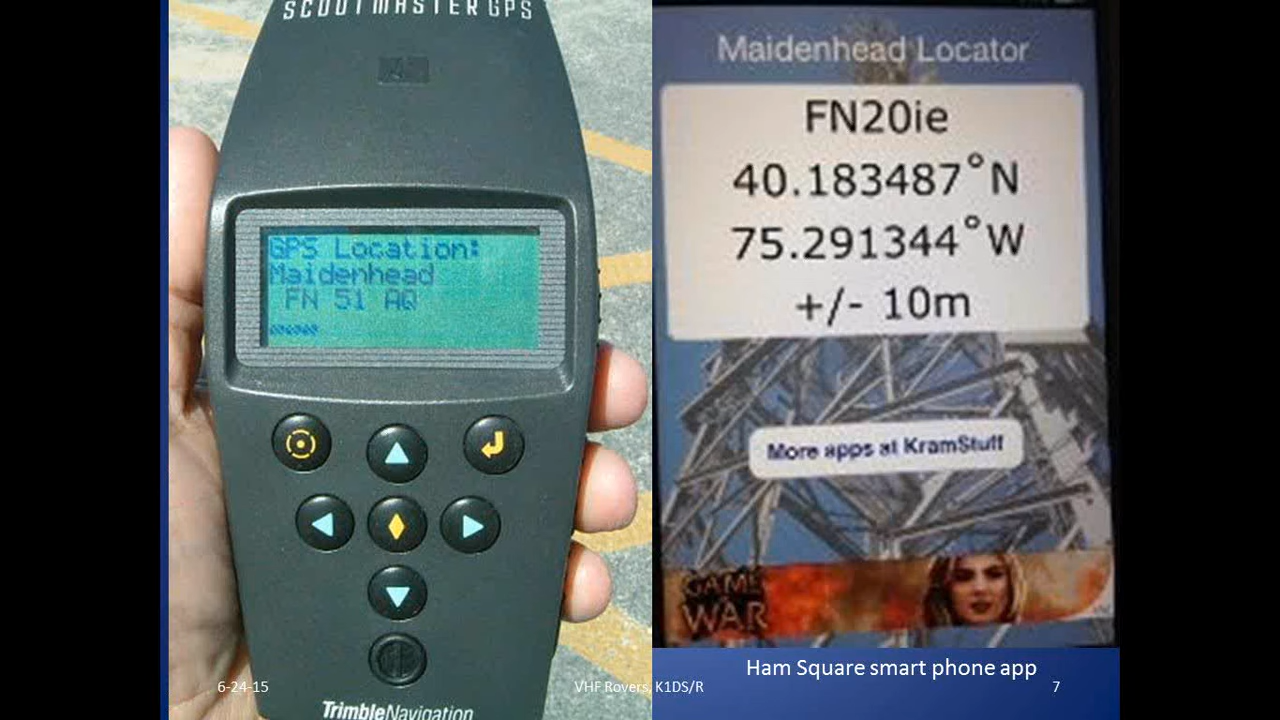 SCOUTMASTER GPS
GPS Location:
Maidenhead
FN 51 AQ
TrimbleNavigation
Maidenhead Locator
FN20ie
40.183487°N
75.291344°W
+/- 10m
More apps at KramStuff
GAME
WAR
Ham Square smart phone app
6-24-15
VHF Rovers, K1DS/R
7